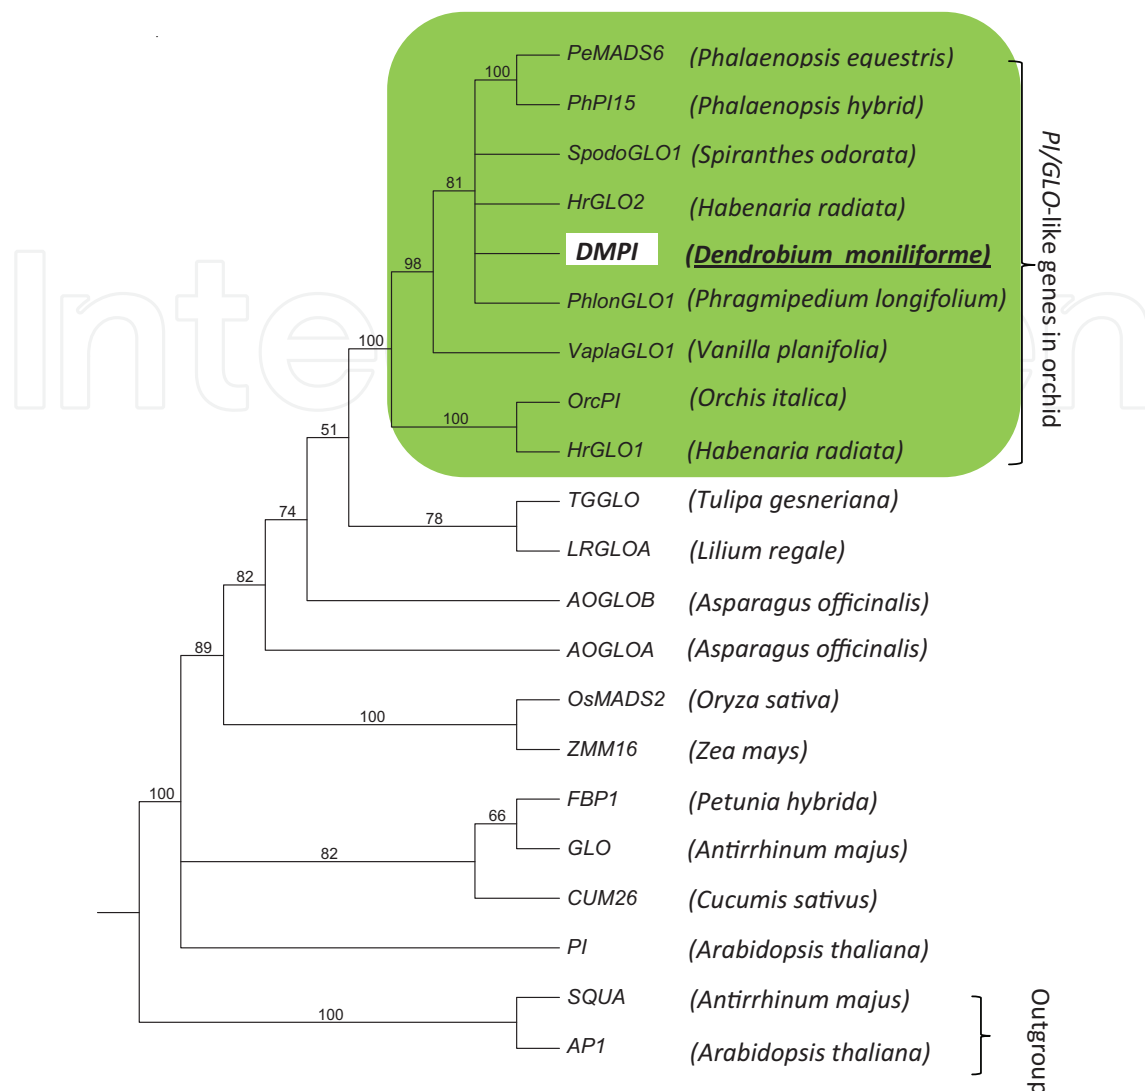 PeMADS6 (Phalaenopsis equestris)
100
PhPI15 (Phalaenopsis hybrid)
SpodoGLO1 (Spiranthes odorata)
81
HrGLO2 (Habenaria radiata)
DMPI (Dendrobium moniliforme)
98
PhlonGLO1 (Phragmipedium longifolium)
100
VaplaGLO1 (Vanilla planifolia)
OrcPI (Orchis italica)
100
HrGLO1 (Habenaria radiata)
PI/GLO-like genes in orchid
51
TGGLO (Tulipa gesneriana)
74
78
LRGLOA (Lilium regale)
82
AOGLOB (Asparagus officinalis)
89
AOGLOA (Asparagus officinalis)
OsMADS2 (Oryza sativa)
100
ZMM16 (Zea mays)
100
FBP1 (Petunia hybrida)
66
GLO (Antirrhinum majus)
82
CUM26 (Cucumis sativus)
PI (Arabidopsis thaliana)
SQUA (Antirrhinum majus)
100
AP1 (Arabidopsis thaliana)
Outgroup
Inte
en